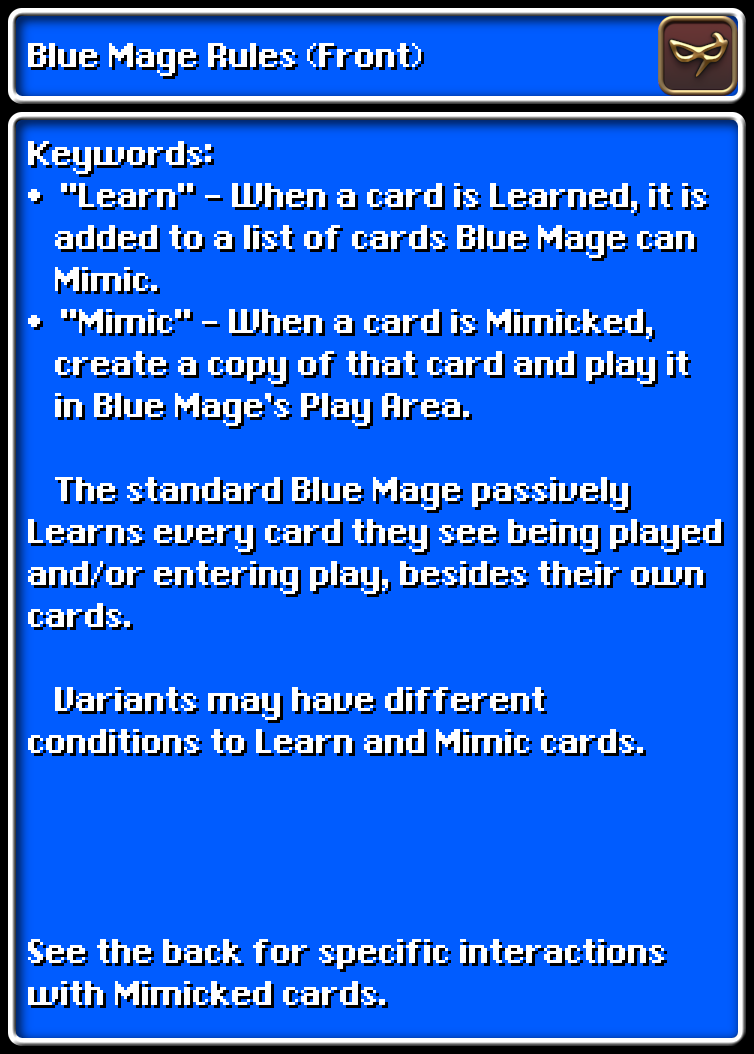 Blue Mage Rules (Front)
Keywords:
• "Learn" - When a card is Learned, it is
added to a list of cards Blue Mage can
Mimic.
• "Mimic" - When a card is Mimicked,
create a copy of that card and play it
in Blue Mage's Play Area.
The standard Blue Mage passively
Learns every card they see being played
and/or entering play, besides their own
cards.
Variants may have different
conditions to Learn and Mimic cards.
See the back for specific interactions
with Mimicked cards.